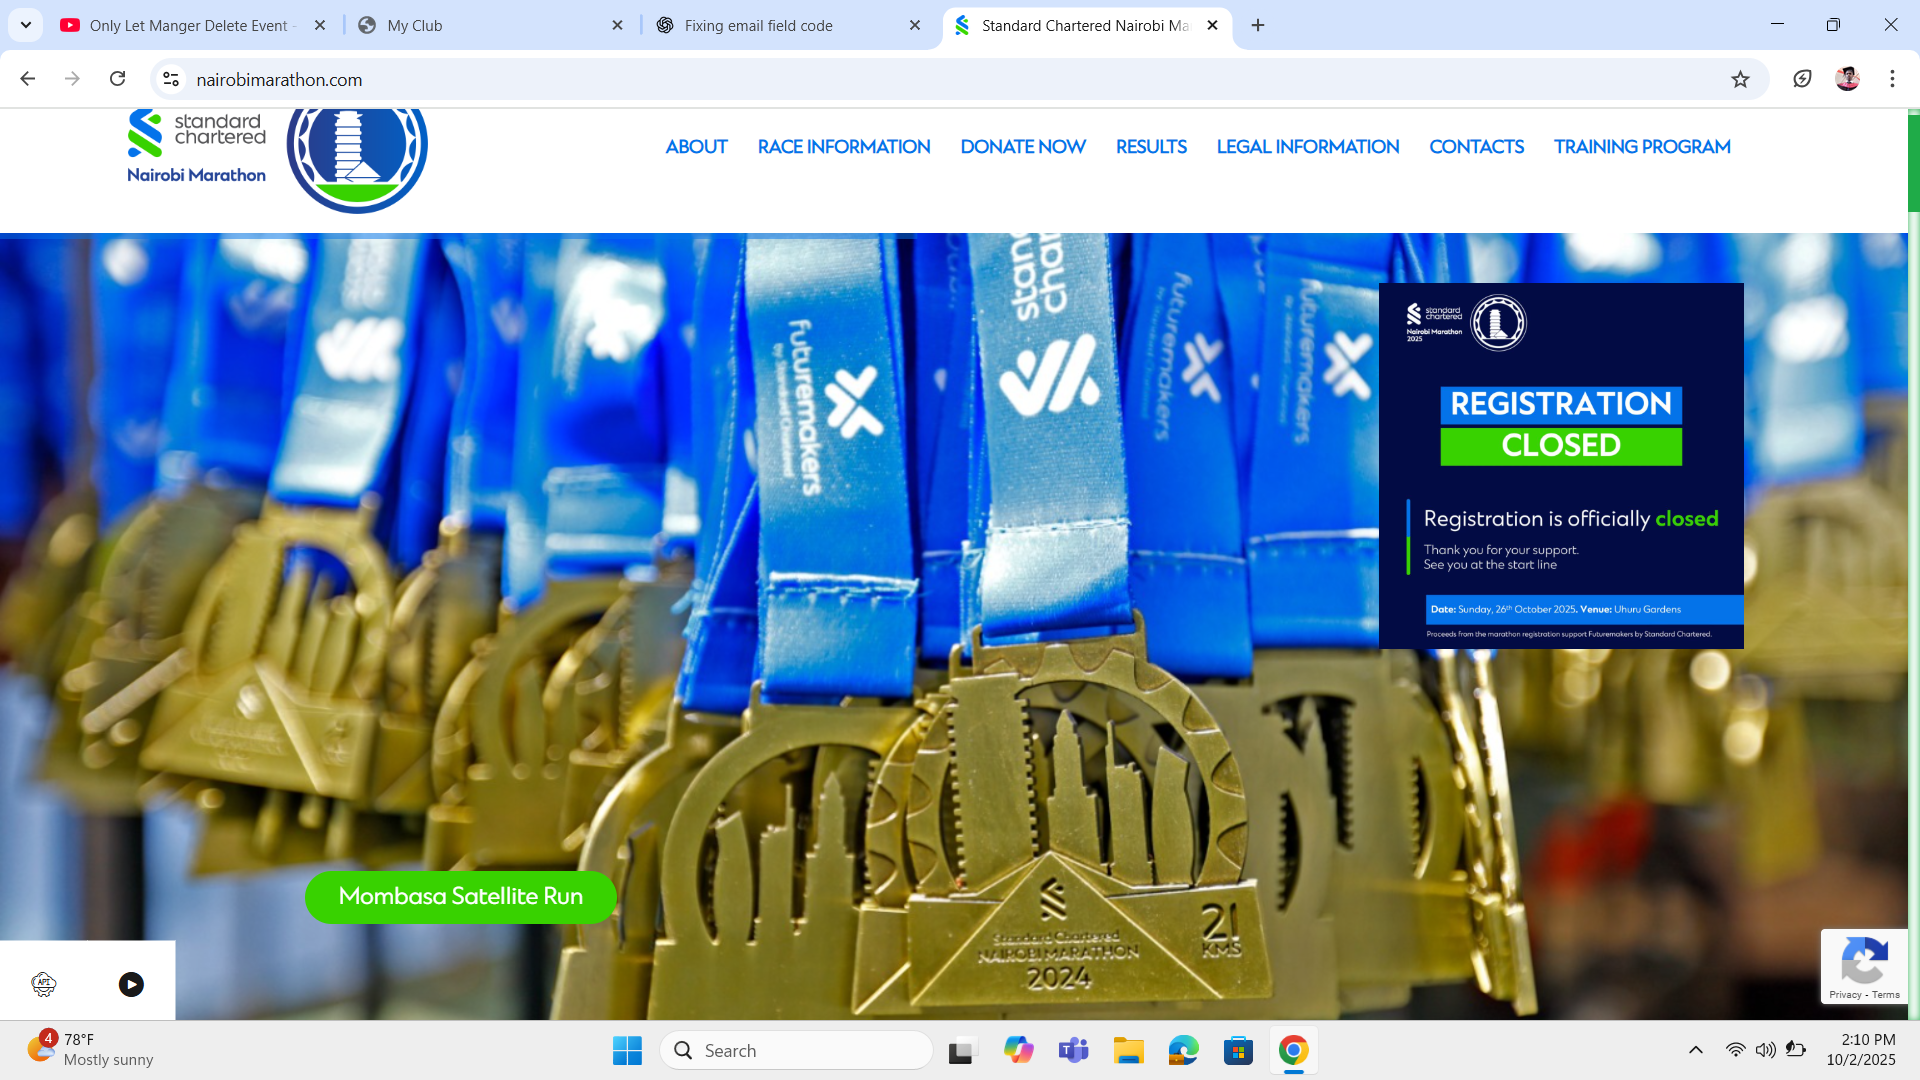 Only Let Manger Delete Event -
My Club
Fixing email field code
Standard Chartered Nairobi Ma
nairobimarathon.com
standard
chartered
Nairobi Marathon
ABOUT
RACE INFORMATION
DONATE NOW
RESULTS
LEGAL INFORMATION
CONTACTS
TRAINING PROGRAM
futuremakers
by Standard Chartered
futuremakers
by Standard Chartered
futuremakers
standard
chartered
Nairobi Marathon
2025
REGISTRATION
CLOSED
Registration is officially closed
Thank you for your support.
See you at the start line
Date: Sunday, 26th October 2025. Venue: Uhuru Gardens
Proceeds from the marathon registration support Futuremakers by Standard Chartered.
Mombasa Satellite Run
Standard Chartered
NAIROBI MARATHON
2024
21
KMS
API
Privacy - Terms
4
78°F
Mostly sunny
Search
2:10 PM
10/2/2025